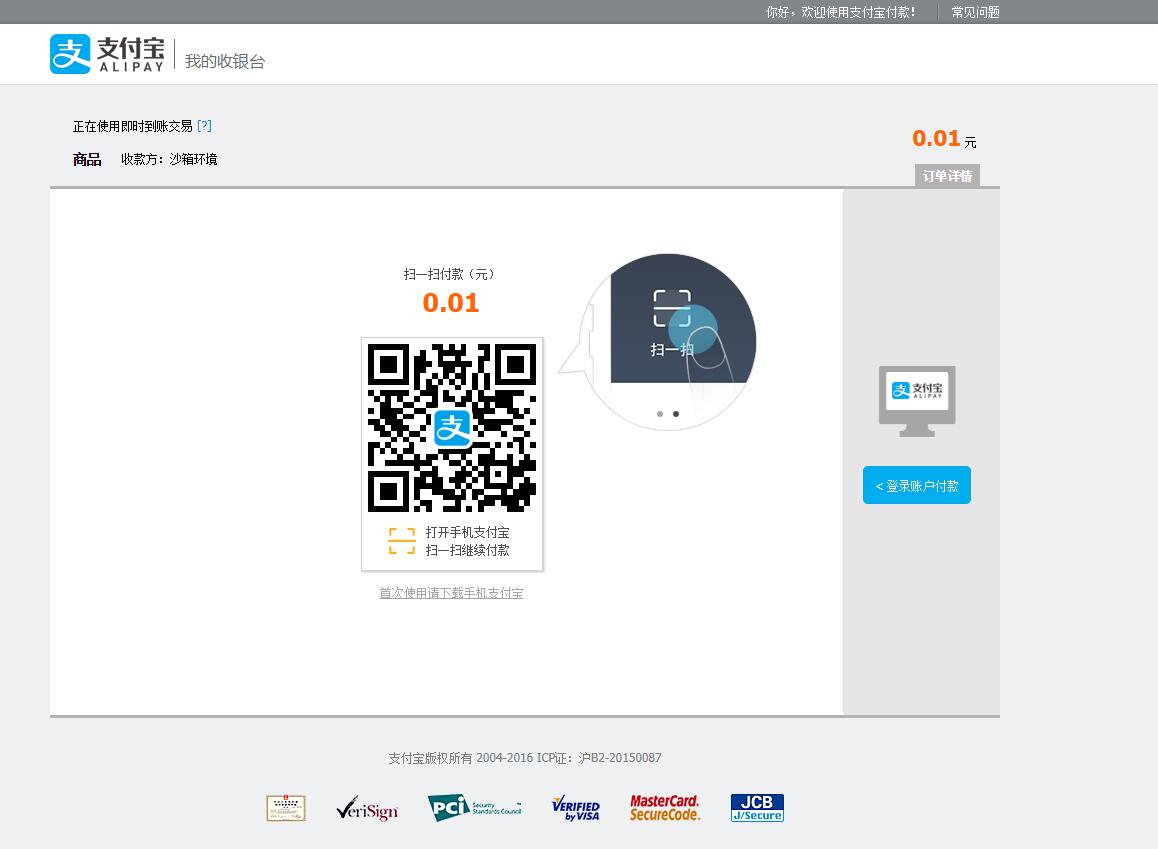 你好，欢迎使用支付宝付款！ 常见问题
支付宝
ALIPAY
我的收银台
正在使用即时到账交易 [?]
0.01 元
商品 收款方：沙箱环境
订单详情
扫一扫付款（元）
0.01
扫一扫
支
支付宝
ALIPAY
< 登录账户付款
打开手机支付宝
扫一扫继续付款
首次使用请下载手机支付宝
支付宝版权所有 2004-2016 ICP证：沪B2-20150087
VeriSign
PCI Security
Standards Council
VERIFIED
by VISA
MasterCard.
SecureCode.
JCB
J/Secure